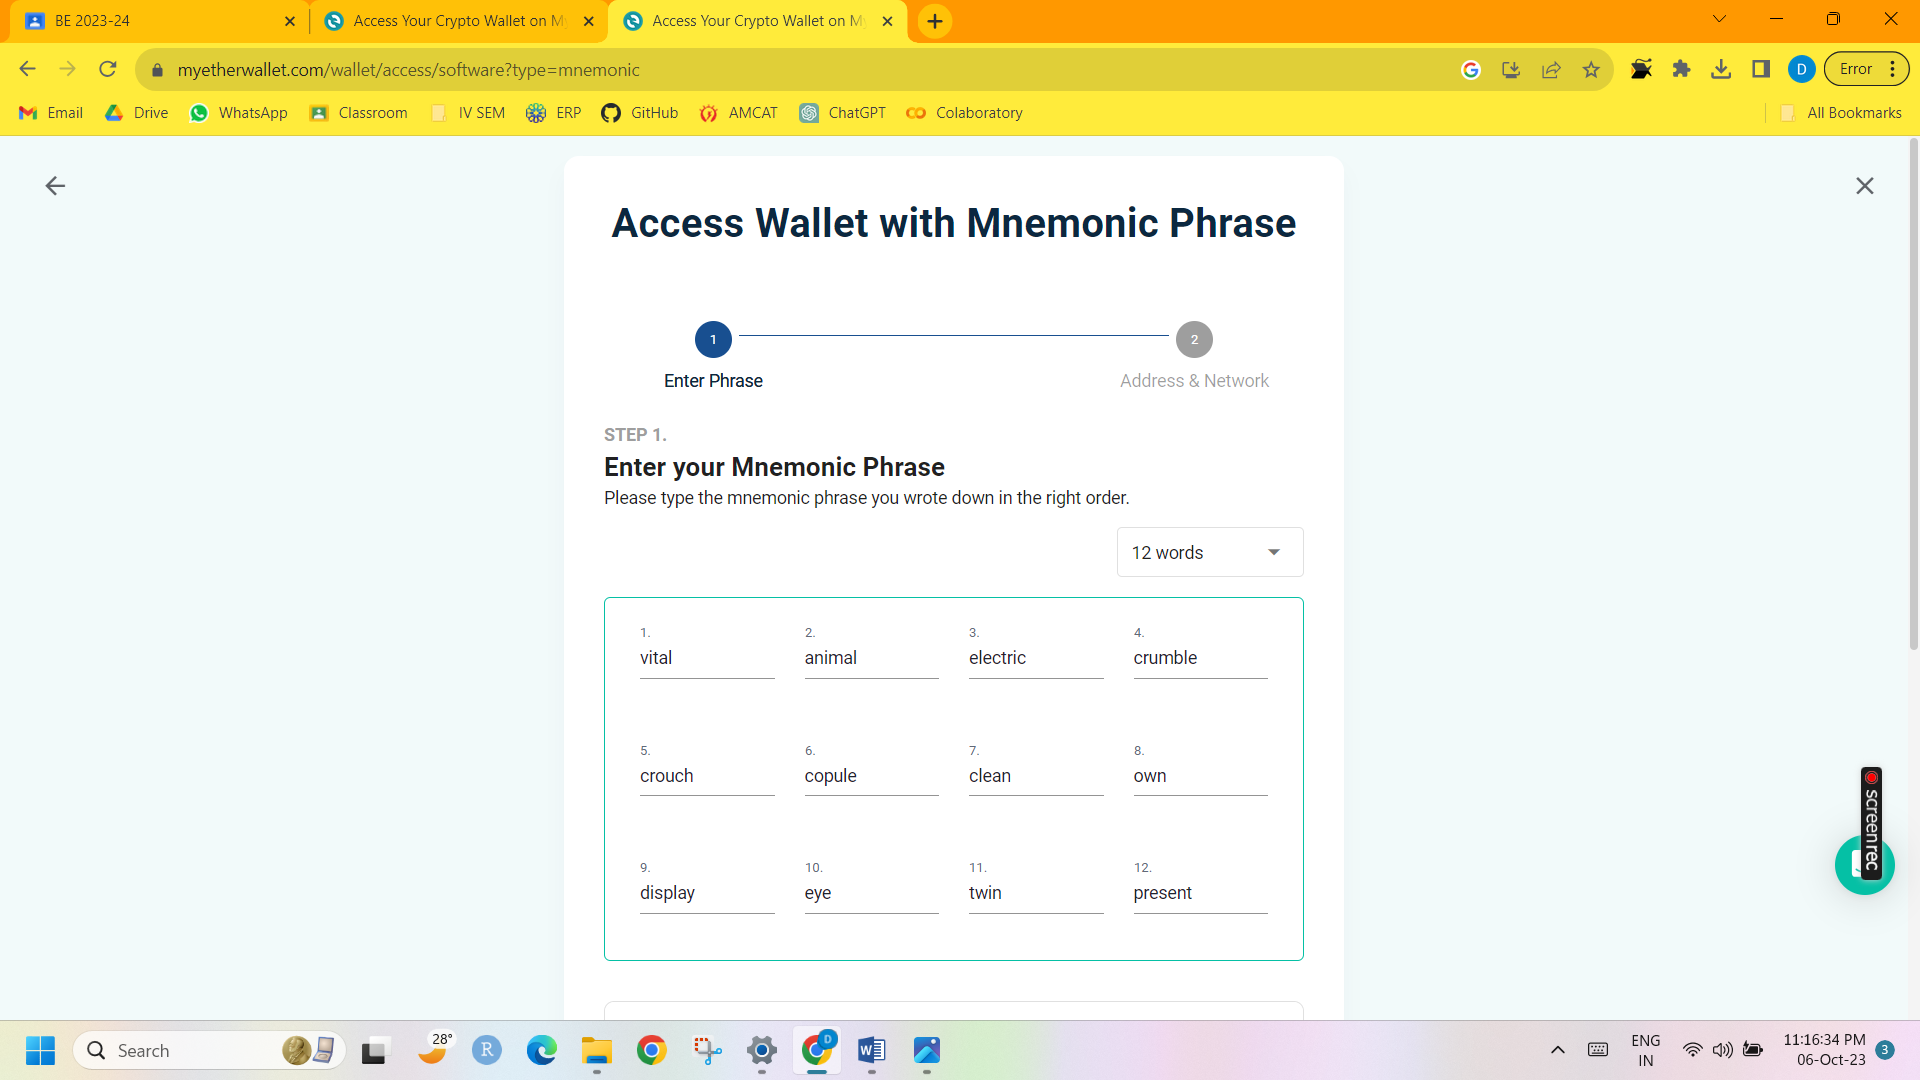 BE 2023-24
Access Your Crypto Wallet on M
Access Your Crypto Wallet on M
myetherwallet.com/wallet/access/software?type=mnemonic
D
Error
Email
Drive
WhatsApp
Classroom
IV SEM
ERP
GitHub
AMCAT
ChatGPT
Colaboratory
All Bookmarks
Access Wallet with Mnemonic Phrase
1
2
Enter Phrase
Address & Network
STEP 1.
Enter your Mnemonic Phrase
Please type the mnemonic phrase you wrote down in the right order.
12 words
1. 2. 3. 4.
vital animal electric crumble
5. 6. 7. 8.
crouch copule clean own
9. 10. 11. 12.
display eye twin present
screenrec
Search
28°
R
D
W
ENG
IN
11:16:34 PM
06-Oct-23
3